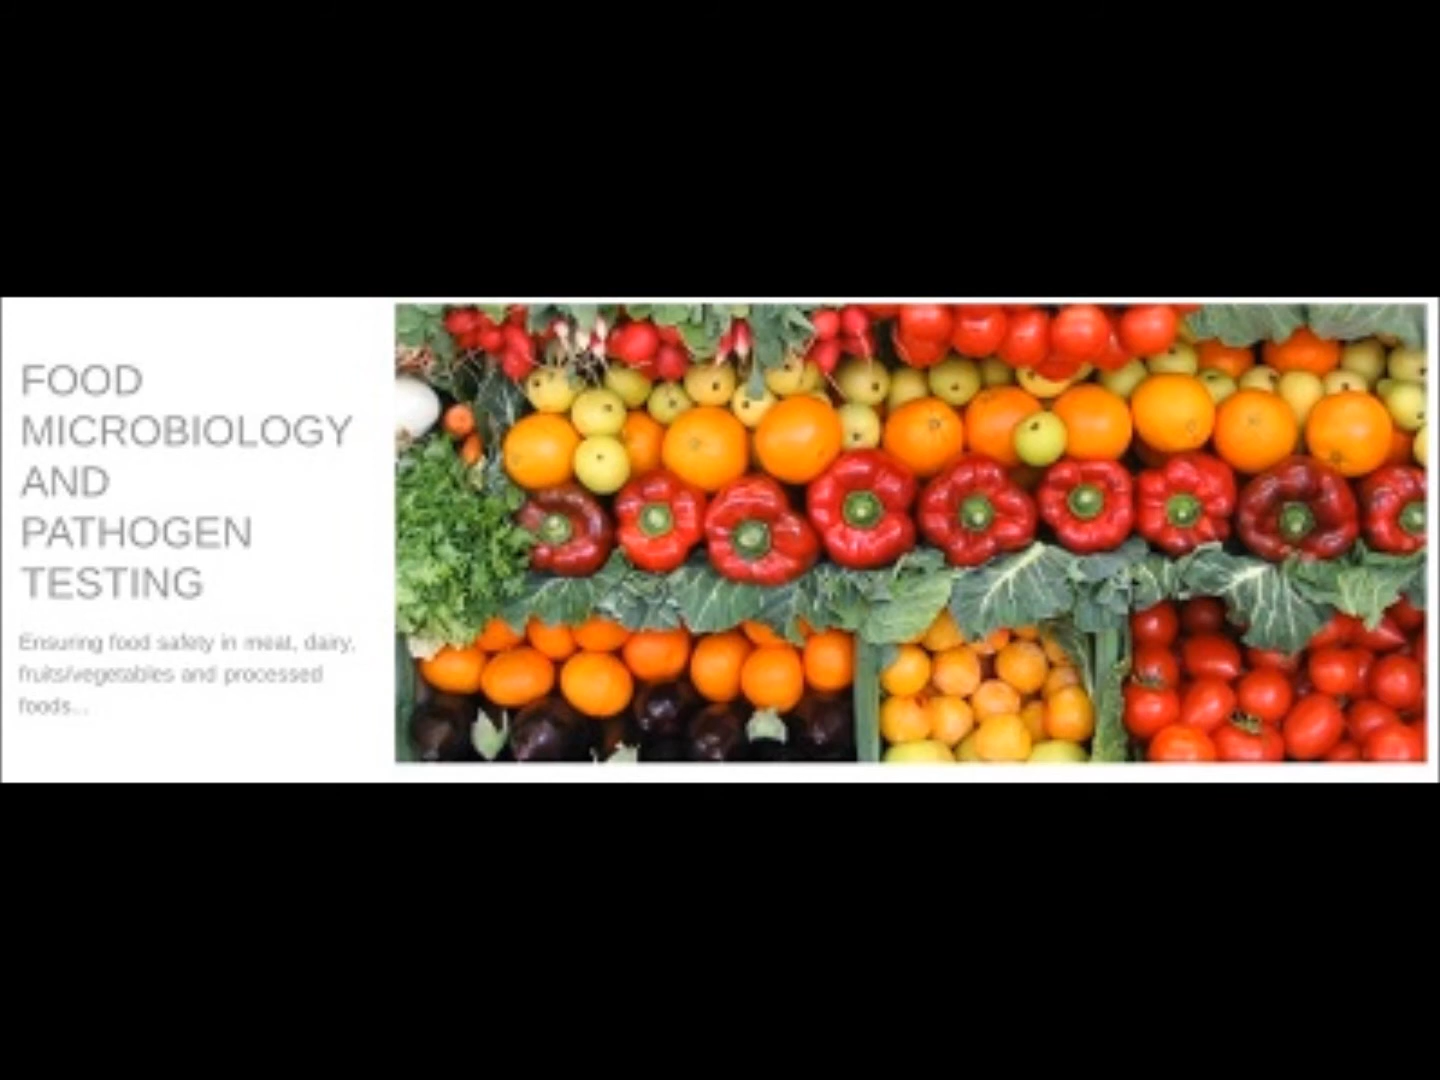 FOOD
MICROBIOLOGY
AND
PATHOGEN
TESTING
Ensuring food safety in meat, dairy,
fruits/vegetables and processed
foods...